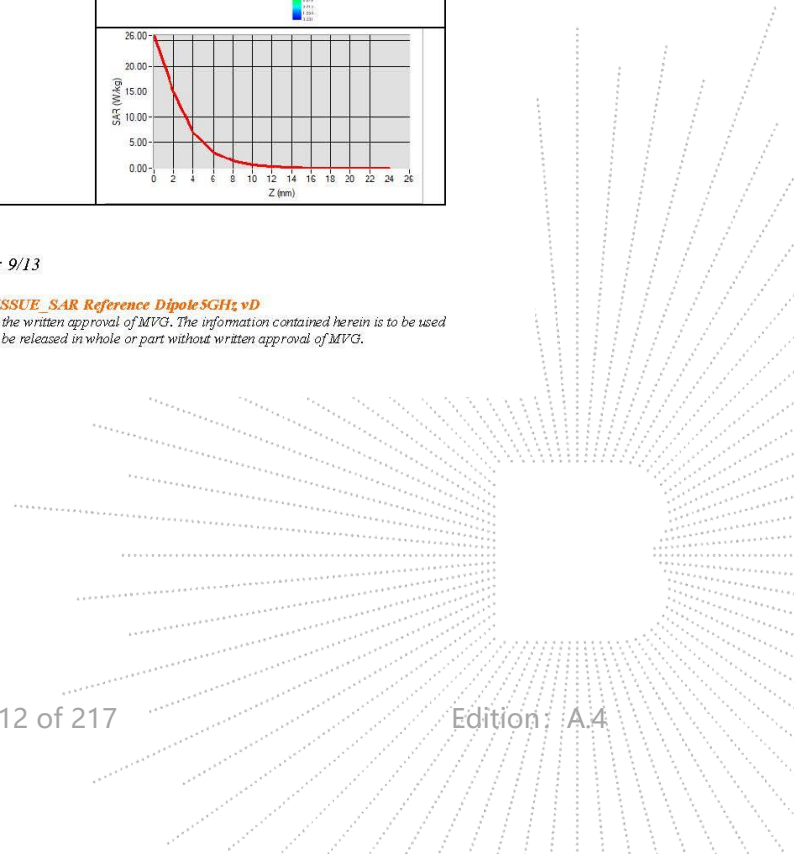 26.00
20.00
15.00
10.00
5.00
0.00
SAR (W/kg)
0 2 4 6 8 10 12 14 16 18 20 22 24 26
Z (mm)
: 9/13
SSUE_SAR Reference Dipole5GHz vD
the written approval of MVG. The information contained herein is to be used
be released in whole or part without written approval of MVG.
12 of 217
Edition: A.4